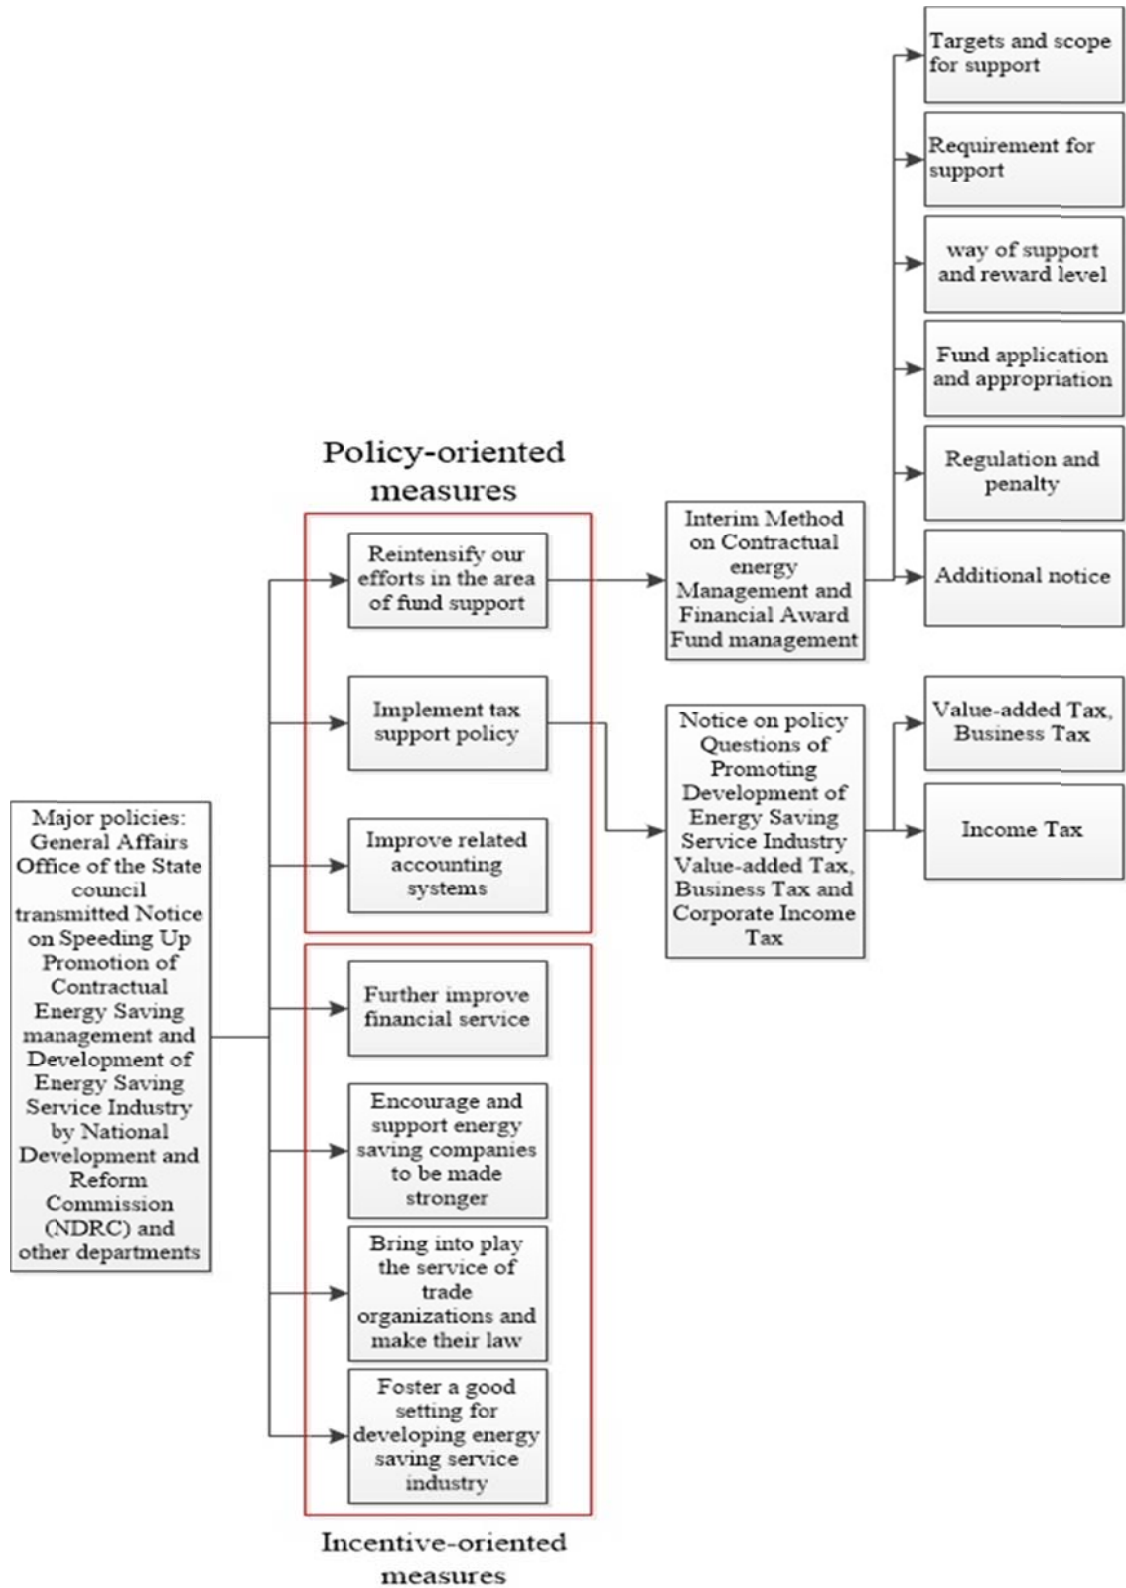 Major policies:
General Affairs
Office of the State
council
transmitted Notice
on Speeding Up
Promotion of
Contractual
Energy Saving
management and
Development of
Energy Saving
Service Industry
by National
Development and
Reform
Commission
(NDRC) and
other departments
Policy-oriented
measures
Reintensify our
efforts in the area
of fund support
Implement tax
support policy
Improve related
accounting
systems
Further improve
financial service
Encourage and
support energy
saving companies
to be made
stronger
Bring into play
the service of
trade
organizations and
make their law
Foster a good
setting for
developing energy
saving service
industry
Incentive-oriented
measures
Interim Method
on Contractual
energy
Management and
Financial Award
Fund management
Notice on policy
Questions of
Promoting
Development of
Energy Saving
Service Industry
Value-added Tax,
Business Tax and
Corporate Income
Tax
Targets and scope
for support
Requirement for
support
way of support
and reward level
Fund application
and appropriation
Regulation and
penalty
Additional notice
Value-added Tax,
Business Tax
Income Tax